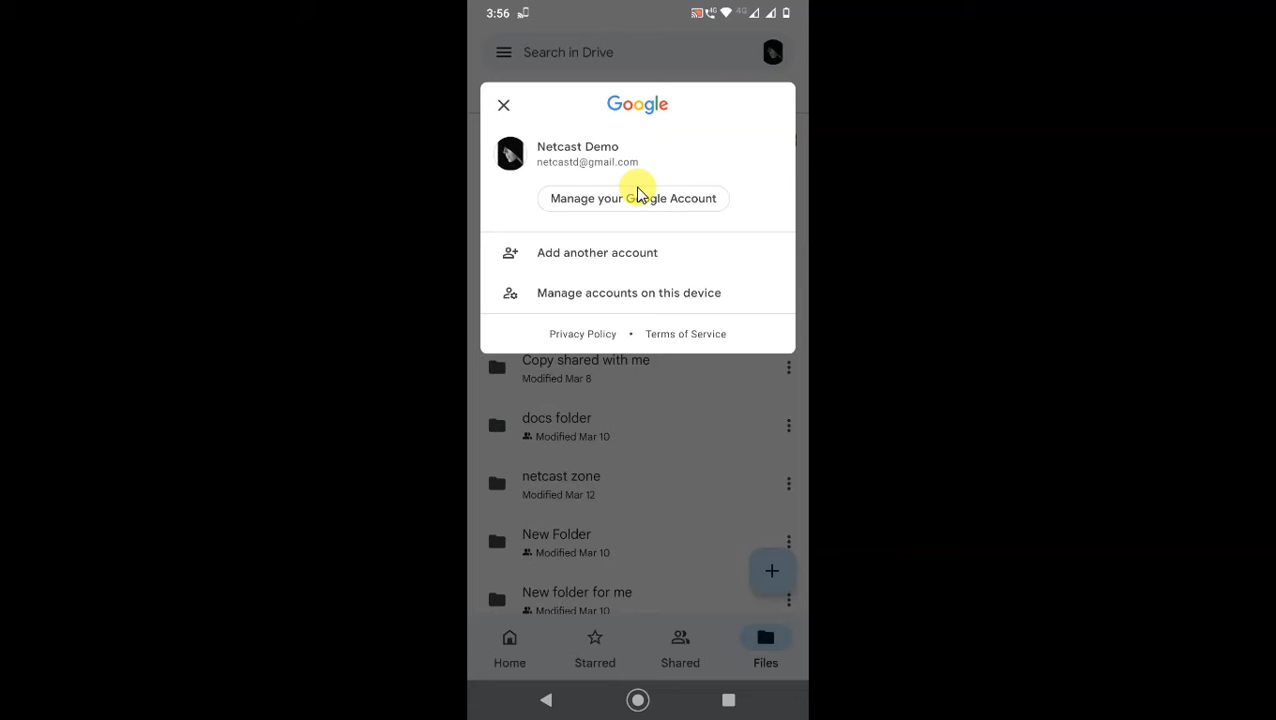 3:56
4G
4G
Search in Drive
Google
Netcast Demo
netcastd@gmail.com
Manage your Google Account
Add another account
Manage accounts on this device
Privacy Policy • Terms of Service
Copy shared with me
Modified Mar 8
docs folder
Modified Mar 10
netcast zone
Modified Mar 12
New Folder
Modified Mar 10
New folder for me
Modified Mar 10
Home
Starred
Shared
Files